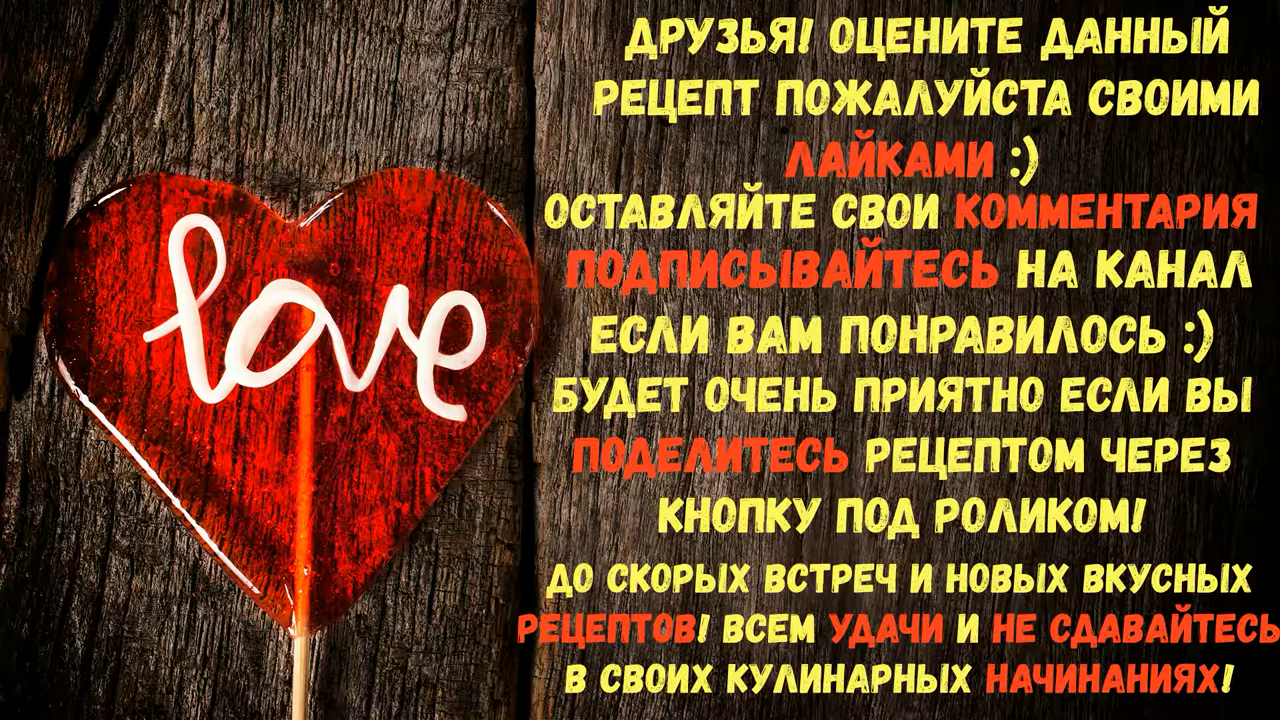 love
ДРУЗЬЯ! ОЦЕНИТЕ ДАННЫЙ
РЕЦЕПТ ПОЖАЛУЙСТА СВОИМИ
ЛАЙКАМИ :)
ОСТАВЛЯЙТЕ СВОИ КОММЕНТАРИЯ
ПОДПИСЫВАЙТЕСЬ НА КАНАЛ
ЕСЛИ ВАМ ПОНРАВИЛОСЬ :)
БУДЕТ ОЧЕНЬ ПРИЯТНО ЕСЛИ ВЫ
ПОДЕЛИТЕСЬ РЕЦЕПТОМ ЧЕРЕЗ
КНОПКУ ПОД РОЛИКОМ!
ДО СКОРЫХ ВСТРЕЧ И НОВЫХ ВКУСНЫХ
РЕЦЕПТОВ! ВСЕМ УДАЧИ И НЕ СДАВАЙТЕСЬ
В СВОИХ КУЛИНАРНЫХ НАЧИНАНИЯХ!